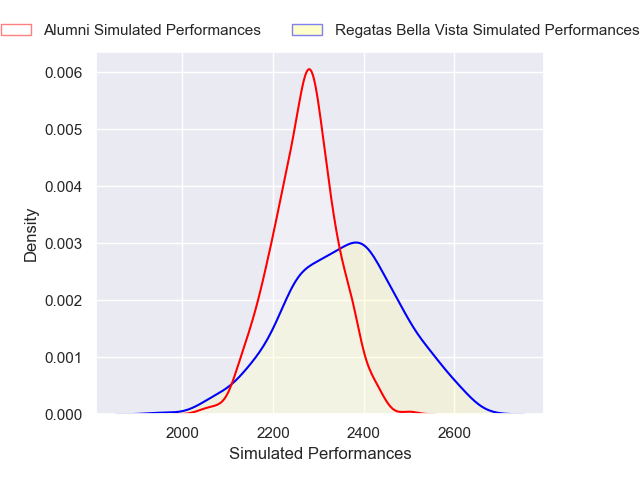 Alumni Simulated Performances
Regatas Bella Vista Simulated Performances
0.006
0.005
0.004
0.003
0.002
0.001
0.000
Density
2000 2200 2400 2600
Simulated Performances